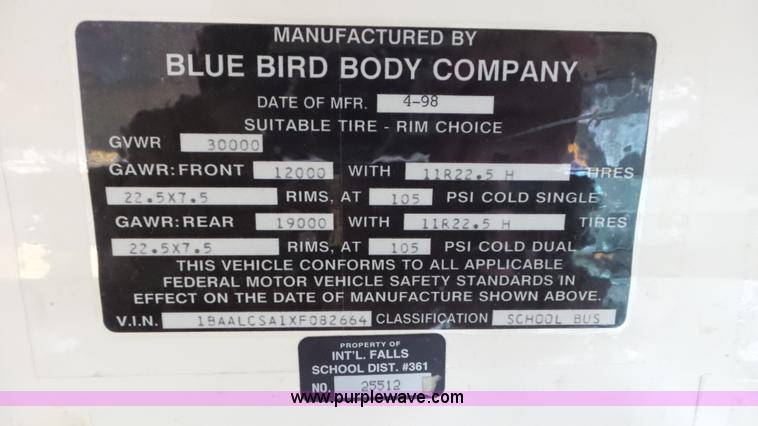 MANUFACTURED BY
BLUE BIRD BODY COMPANY
DATE OF MFR. 4-98
SUITABLE TIRE - RIM CHOICE
GVWR 30000
GAWR: FRONT 12000 WITH 11R22.5 H TIRES
22.5X7.5 RIMS, AT 105 PSI COLD SINGLE
GAWR: REAR 19000 WITH 11R22.5 H TIRES
22.5X7.5 RIMS, AT 105 PSI COLD DUAL
THIS VEHICLE CONFORMS TO ALL APPLICABLE
FEDERAL MOTOR VEHICLE SAFETY STANDARDS IN
EFFECT ON THE DATE OF MANUFACTURE SHOWN ABOVE.
V.I.N. 1BAALCSA1XF082664 CLASSIFICATION SCHOOL BUS
PROPERTY OF
INT'L. FALLS
SCHOOL DIST. #361
NO. 25512
www.purplewave.com